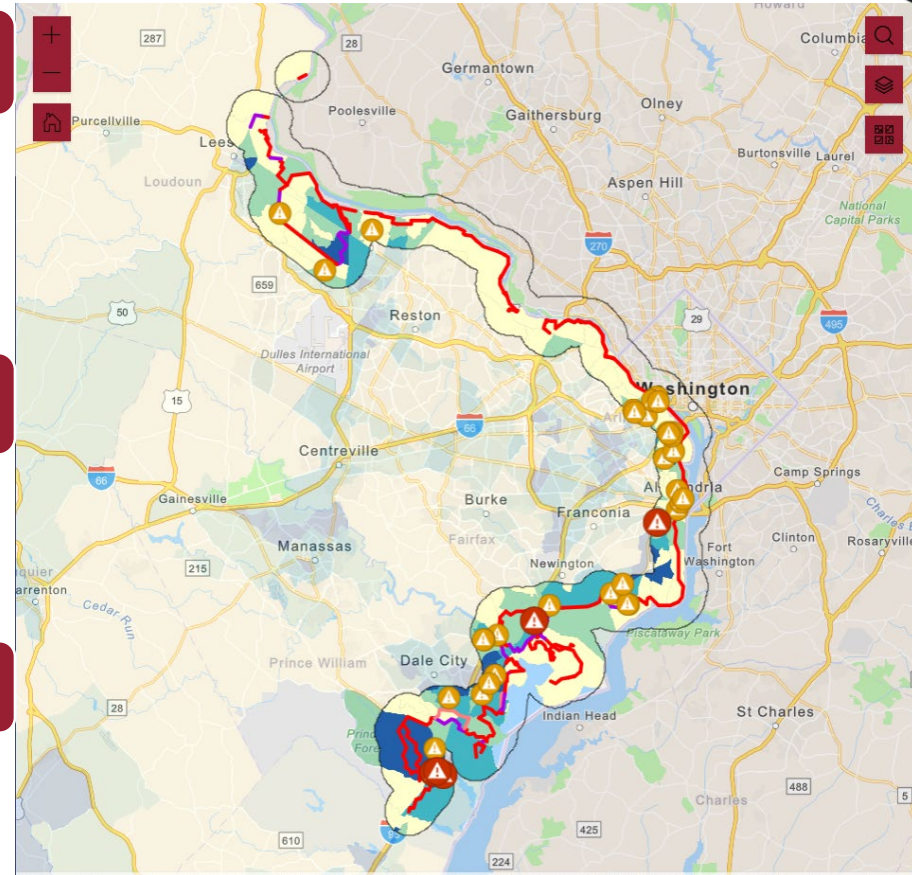 Howard
287
28
Columbia
Germantown
Poolesville
Gaithersburg
Olney
Purcellville
Lees
Burtonsville
Laurel
Loudoun
Aspen Hill
National
Capital Parks
270
659
50
Reston
29
495
Dulles International
Airport
15
Washington
66
Centreville
Camp Springs
66
Gainesville
Burke
Franconia
Fairfax
Manassas
Fort
Washington
Clinton
Rosaryville
215
Newington
Cedar Run
Piscataway Park
Prince William
Dale City
28
Indian Head
St Charles
Charles
488
5
610
425
224